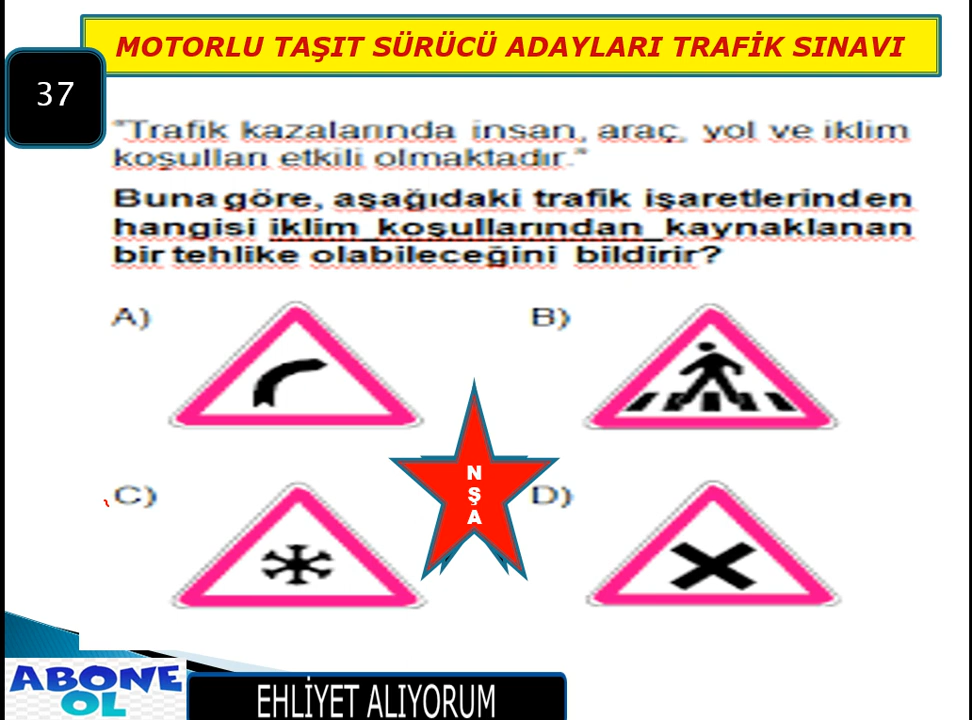 MOTORLU TAŞIT SÜRÜCÜ ADAYLARI TRAFİK SINAVI
37
"Trafik kazalarında insan, araç, yol ve iklim
koşulları etkili olmaktadır."
Buna göre, aşağıdaki trafik işaretlerinden
hangisi iklim koşullarından kaynaklanan
bir tehlike olabileceğini bildirir?
A)
B)
C)
D)
N
Ş
A
ABONE
OL
EHLİYET ALIYORUM